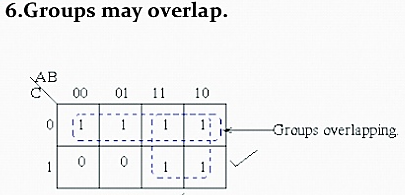 6.Groups may overlap.
AB
C 00 01 11 10
0 1 1 1 1 Groups overlapping.
1 0 0 1 1